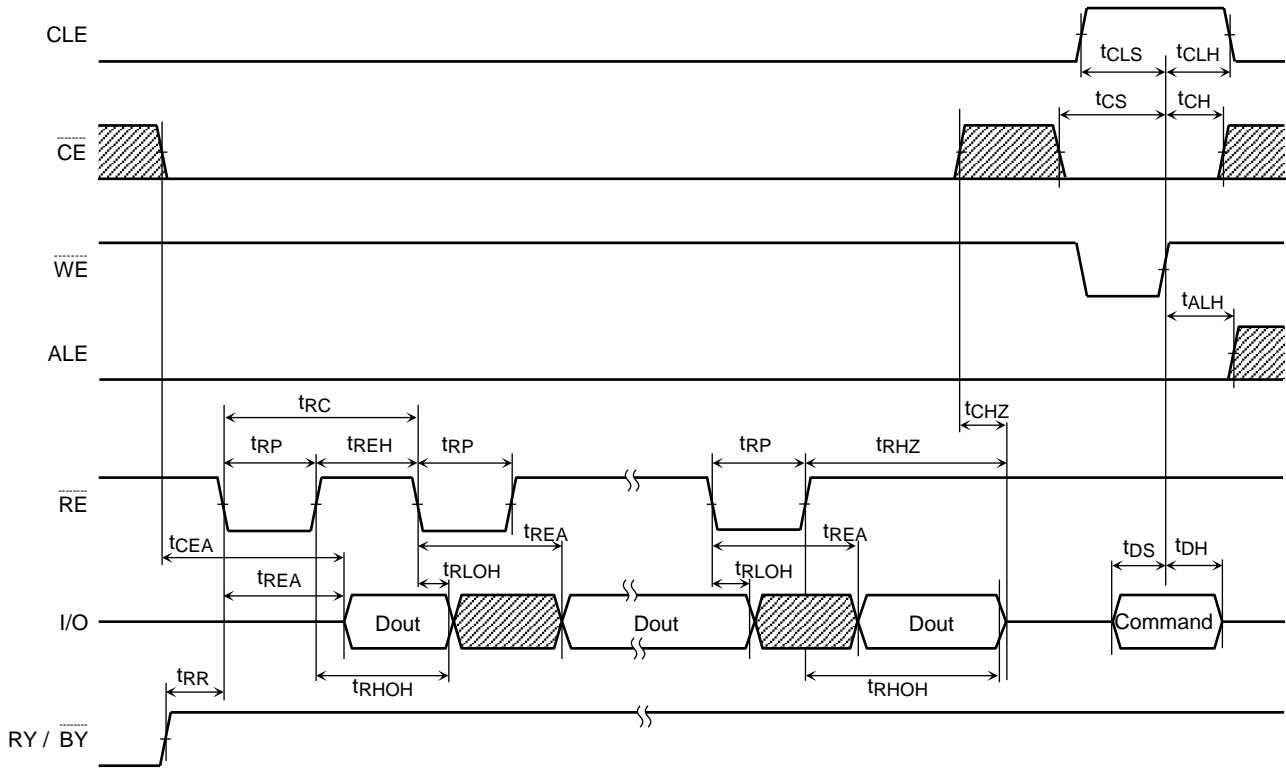 CLE
tCLS tCLH
tCS tCH
CE
WE
tALH
ALE
tRC tCHZ
tRP tREH tRP tRP tRHZ
RE
tCEA tREA tREA tDS tDH
tREA tRLOH tRLOH
I/O Dout Dout Dout Command
tRR tRHOH tRHOH
RY / BY